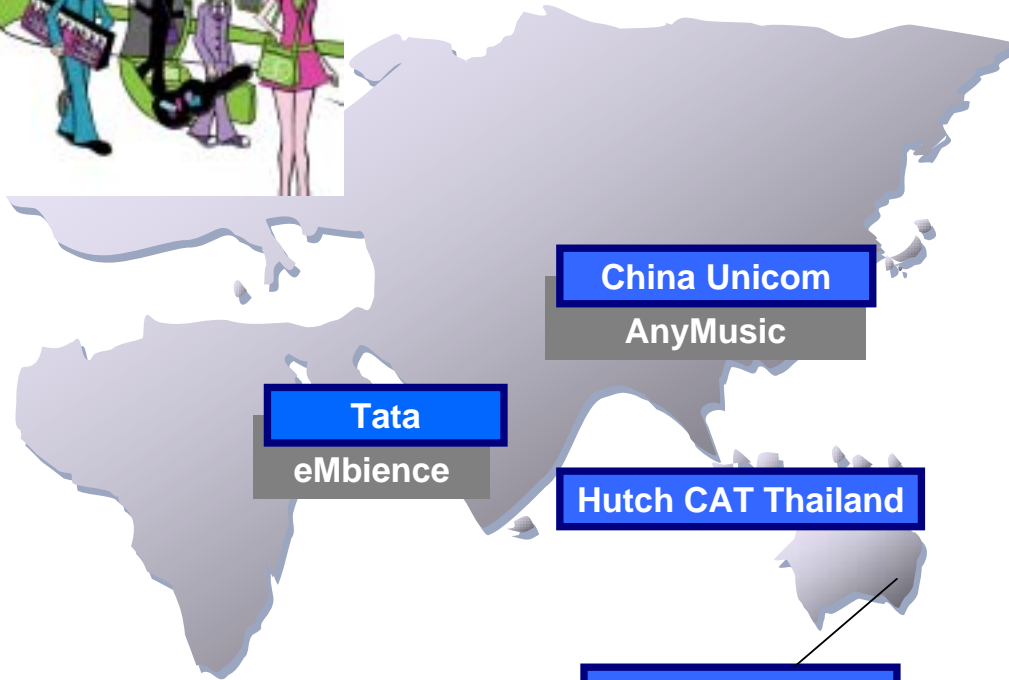 China Unicom
AnyMusic
Tata
eMbience
Hutch CAT Thailand